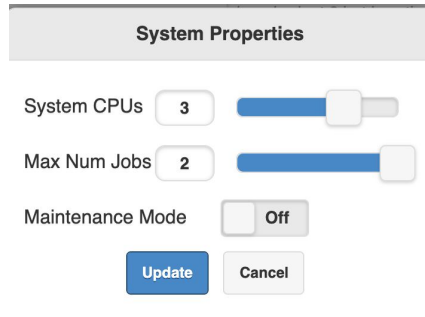 System Properties
System CPUs 3
Max Num Jobs 2
Maintenance Mode Off
Update Cancel